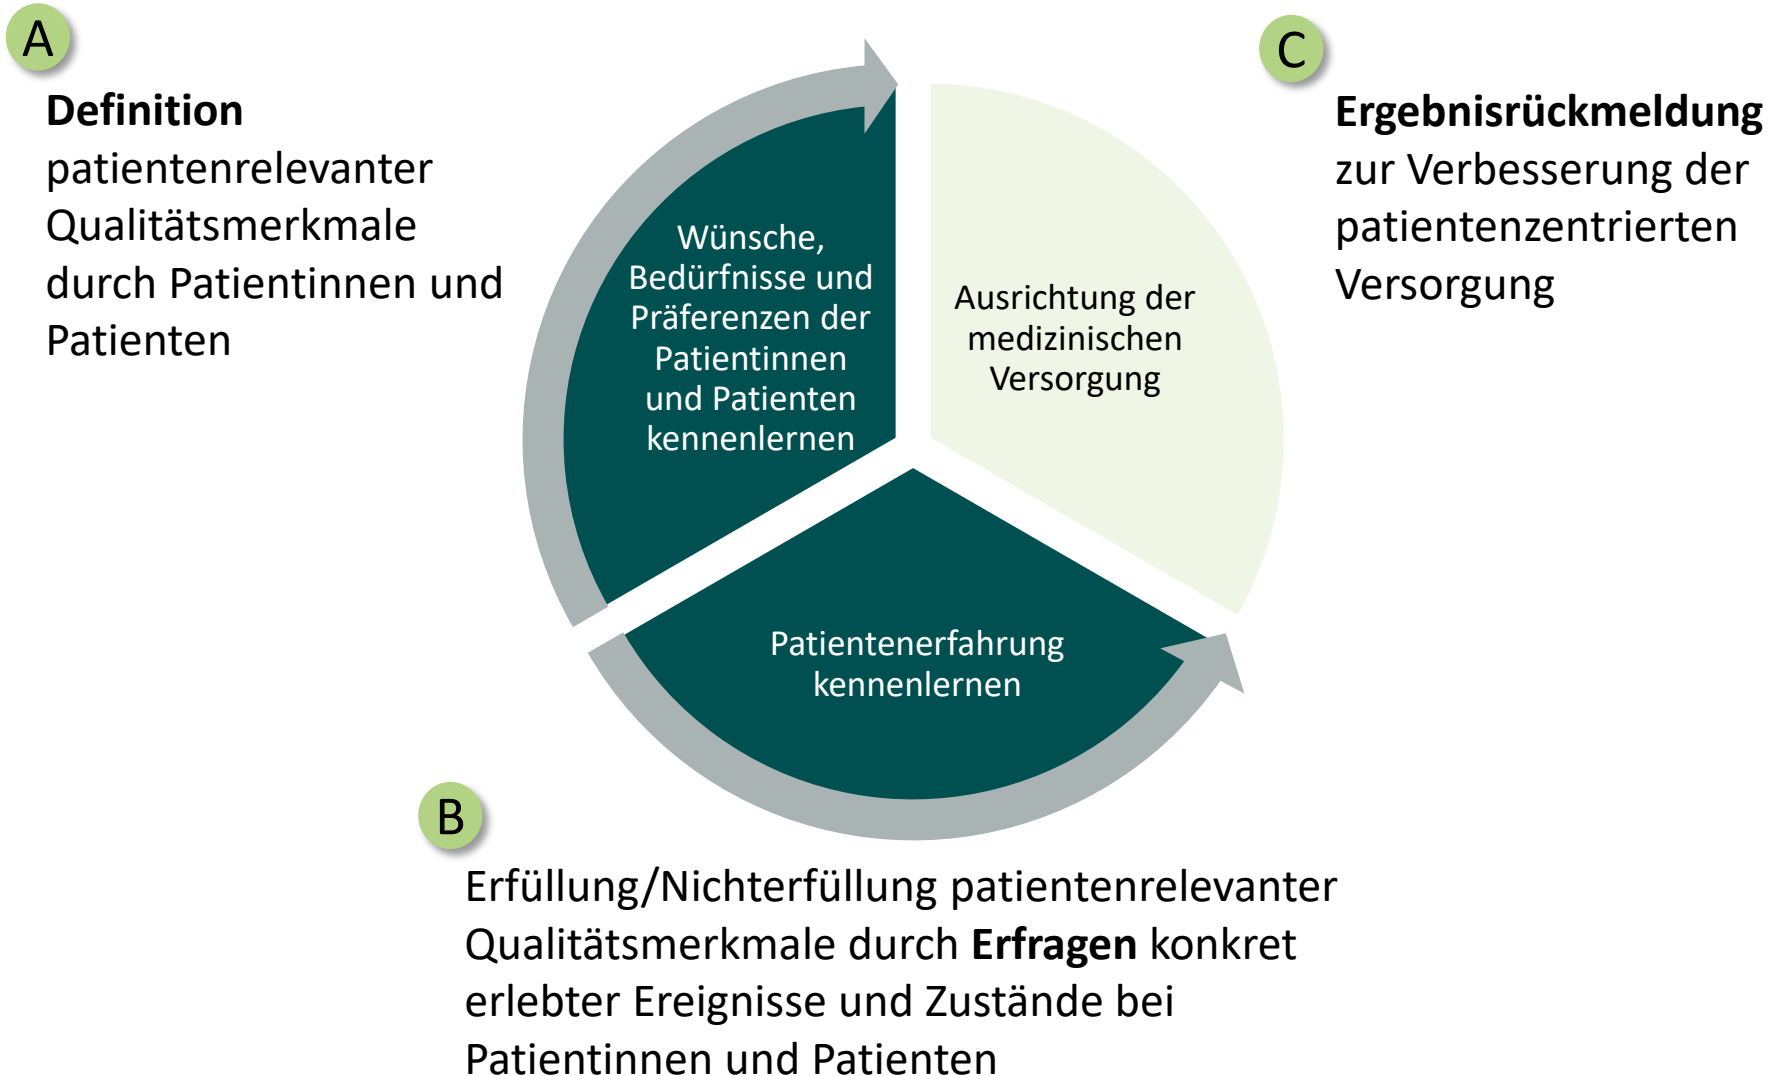 A
Definition
patientenrelevanter
Qualitätsmerkmale
durch Patientinnen und
Patienten
Wünsche,
Bedürfnisse und
Präferenzen der
Patientinnen
und Patienten
kennenlernen
C
Ergebnisrückmeldung
zur Verbesserung der
patientenzentrierten
Versorgung
Ausrichtung der
medizinischen
Versorgung
Patientenerfahrung
kennenlernen
B
Erfüllung/Nichterfüllung patientenrelevanter
Qualitätsmerkmale durch Erfragen konkret
erlebter Ereignisse und Zustände bei
Patientinnen und Patienten